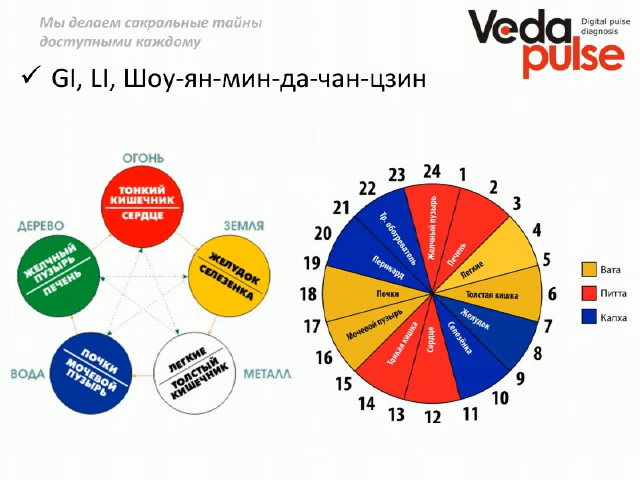 Мы делаем сакральные тайны
доступными каждому
Veda
pulse
Digital pulse
diagnosis
✓ GI, LI, Шоу-ян-мин-да-чан-цзин
ОГОНЬ
ТОНКИЙ
КИШЕЧНИК
СЕРДЦЕ
ДЕРЕВО
ЖЕЛЧНЫЙ
ПУЗЫРЬ
ПЕЧЕНЬ
ЗЕМЛЯ
ЖЕЛУДОК
СЕЛЕЗЕНКА
ВОДА
ПОЧКИ
МОЧЕВОЙ
ПУЗЫРЬ
ЛЕГКИЕ
ТОЛСТЫЙ
КИШЕЧНИК
МЕТАЛЛ
24
1
2
3
4
5
6
7
8
9
10
11
12
13
14
15
16
17
18
19
20
21
22
23
Желчный пузырь
Печень
Легкие
Толстая кишка
Желудок
Селезёнка
Сердце
Тонкая кишка
Мочевой пузырь
Почки
Перикард
Тр. обогреватель
Вата
Питта
Капха